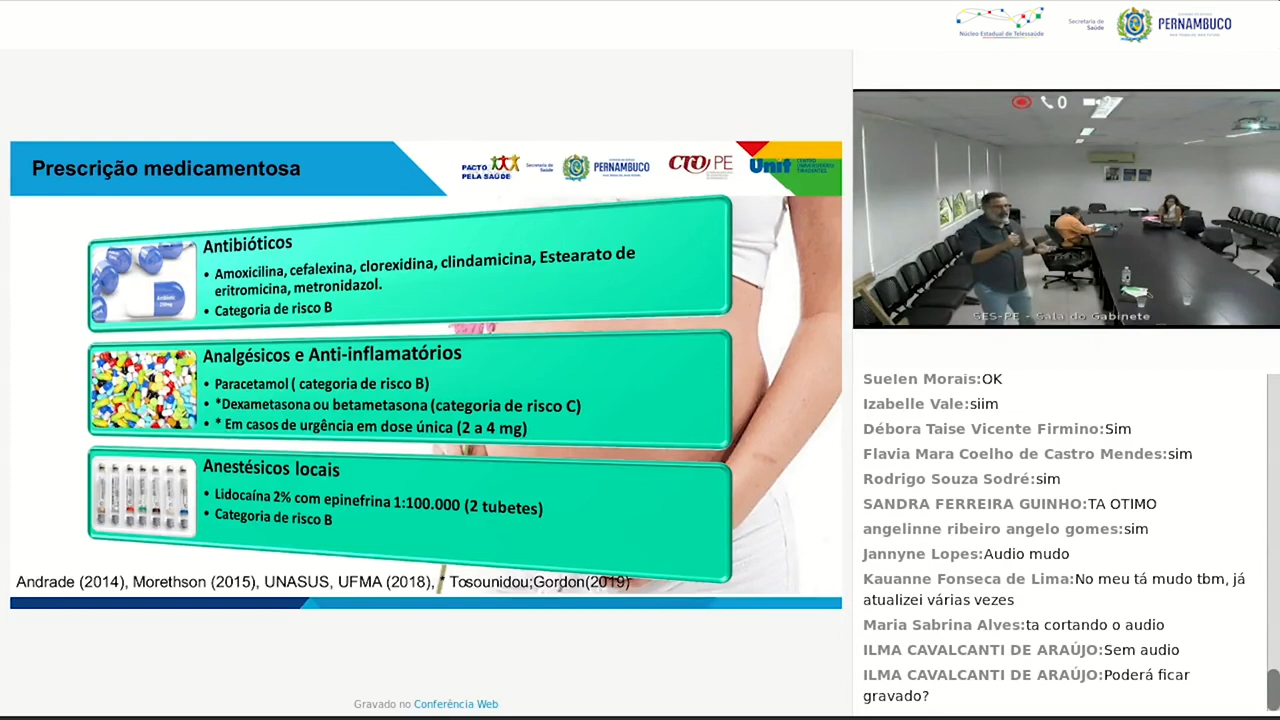 Núcleo Estadual de Telessaúde
Secretaria de
Saúde
PERNAMBUCO
Prescrição medicamentosa
PACTO
PELA SAÚDE
Secretaria de
Saúde
PERNAMBUCO
CRO PE
Unit
CENTRO
UNIVERSITÁRIO
TIRADENTES
Antibióticos
• Amoxicilina, cefalexina, clorexidina, clindamicina, Estearato de
eritromicina, metronidazol.
• Categoria de risco B
Analgésicos e Anti-inflamatórios
• Paracetamol ( categoria de risco B)
• *Dexametasona ou betametasona (categoria de risco C)
• * Em casos de urgência em dose única (2 a 4 mg)
Anestésicos locais
• Lidocaína 2% com epinefrina 1:100.000 (2 tubetes)
• Categoria de risco B
Andrade (2014), Morethson (2015), UNASUS, UFMA (2018), * Tosounidou;Gordon(2019)
Gravado no Conferência Web
0
SES-PE - Sala do Gabinete
Suelen Morais:OK
Izabelle Vale:siim
Débora Taise Vicente Firmino:Sim
Flavia Mara Coelho de Castro Mendes:sim
Rodrigo Souza Sodré:sim
SANDRA FERREIRA GUINHO:TA OTIMO
angelinne ribeiro angelo gomes:sim
Jannyne Lopes:Audio mudo
Kauanne Fonseca de Lima:No meu tá mudo tbm, já
atualizei várias vezes
Maria Sabrina Alves:ta cortando o audio
ILMA CAVALCANTI DE ARAÚJO:Sem audio
ILMA CAVALCANTI DE ARAÚJO:Poderá ficar
gravado?